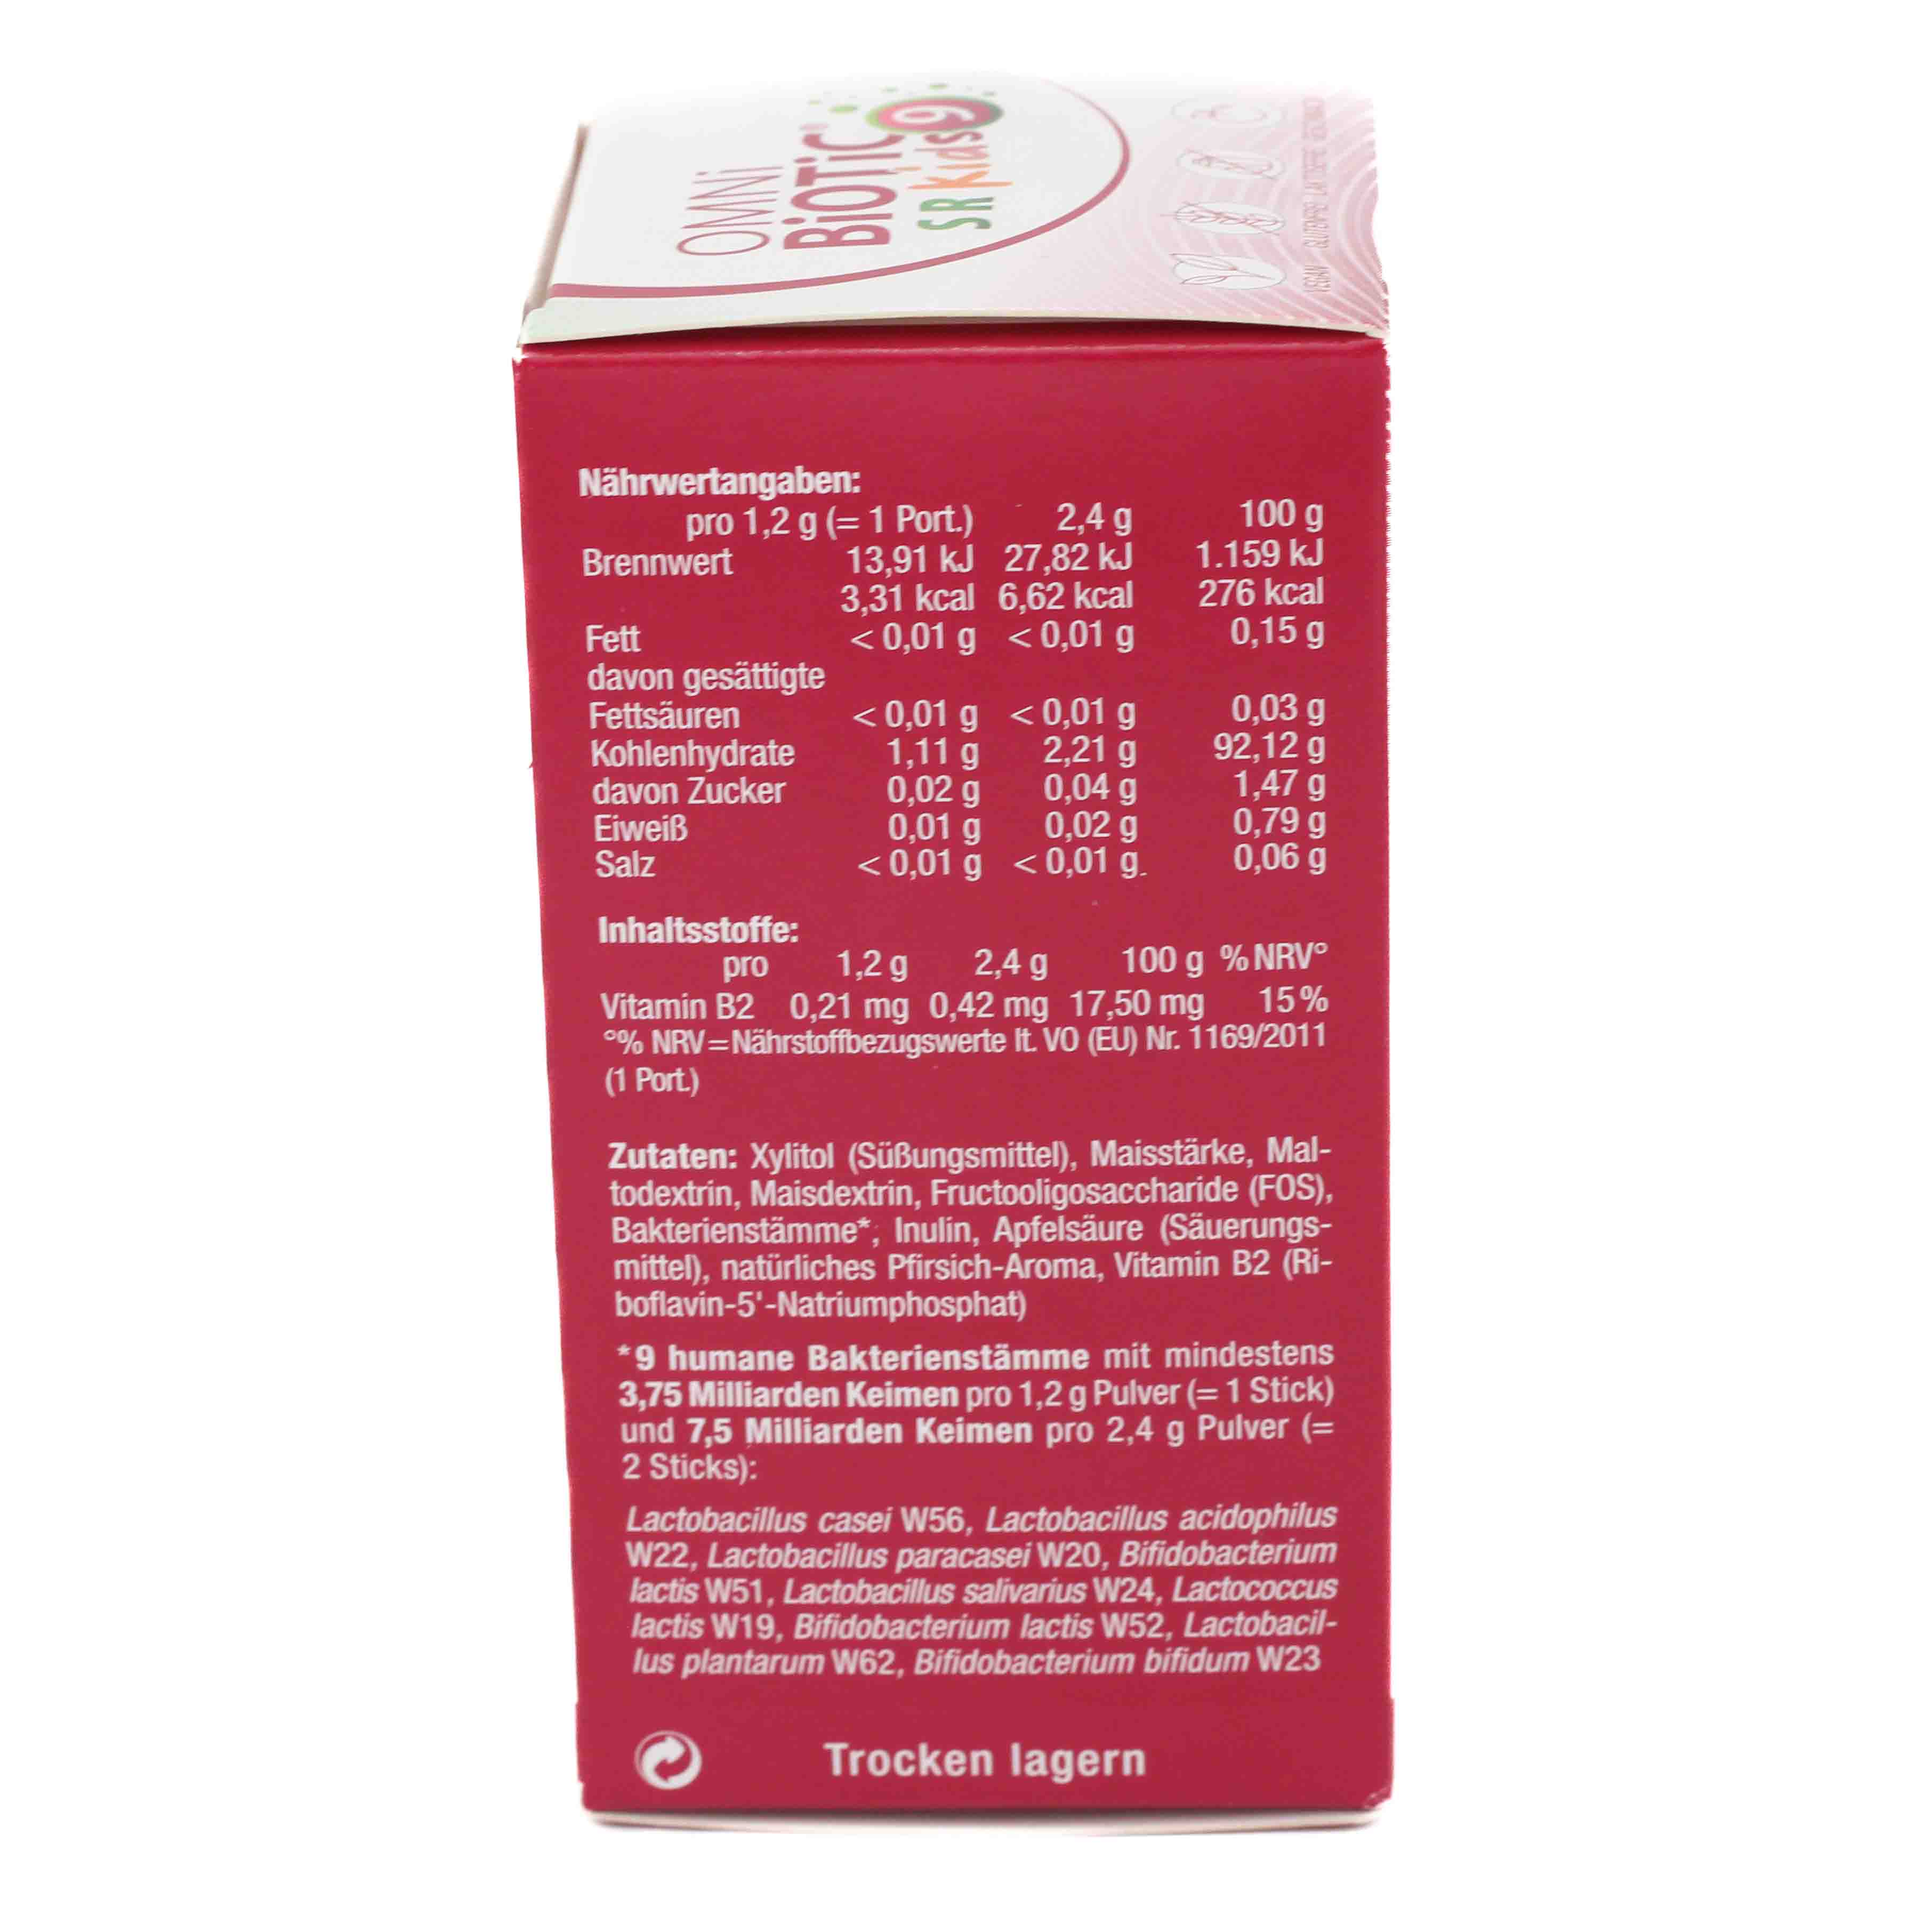 OMNi
BiOTiC®
SR Kids 9
VEGAN GLUTENFREI LAKTOSEFREI
Nährwertangaben:
pro 1,2 g (= 1 Port.) 2,4 g 100 g
Brennwert 13,91 kJ 27,82 kJ 1.159 kJ
3,31 kcal 6,62 kcal 276 kcal
Fett < 0,01 g < 0,01 g 0,15 g
davon gesättigte
Fettsäuren < 0,01 g < 0,01 g 0,03 g
Kohlenhydrate 1,11 g 2,21 g 92,12 g
davon Zucker 0,02 g 0,04 g 1,47 g
Eiweiß 0,01 g 0,02 g 0,79 g
Salz < 0,01 g < 0,01 g 0,06 g
Inhaltsstoffe:
pro 1,2 g 2,4 g 100 g % NRV°
Vitamin B2 0,21 mg 0,42 mg 17,50 mg 15 %
°% NRV = Nährstoffbezugswerte lt. VO (EU) Nr. 1169/2011
(1 Port.)
Zutaten: Xylitol (Süßungsmittel), Maisstärke, Mal-
todextrin, Maisdextrin, Fructooligosaccharide (FOS),
Bakterienstämme*, Inulin, Apfelsäure (Säuerungs-
mittel), natürliches Pfirsich-Aroma, Vitamin B2 (Ri-
boflavin-5'-Natriumphosphat)
*9 humane Bakterienstämme mit mindestens
3,75 Milliarden Keimen pro 1,2 g Pulver (= 1 Stick)
und 7,5 Milliarden Keimen pro 2,4 g Pulver (=
2 Sticks):
Lactobacillus casei W56, Lactobacillus acidophilus
W22, Lactobacillus paracasei W20, Bifidobacterium
lactis W51, Lactobacillus salivarius W24, Lactococcus
lactis W19, Bifidobacterium lactis W52, Lactobacil-
lus plantarum W62, Bifidobacterium bifidum W23
Trocken lagern